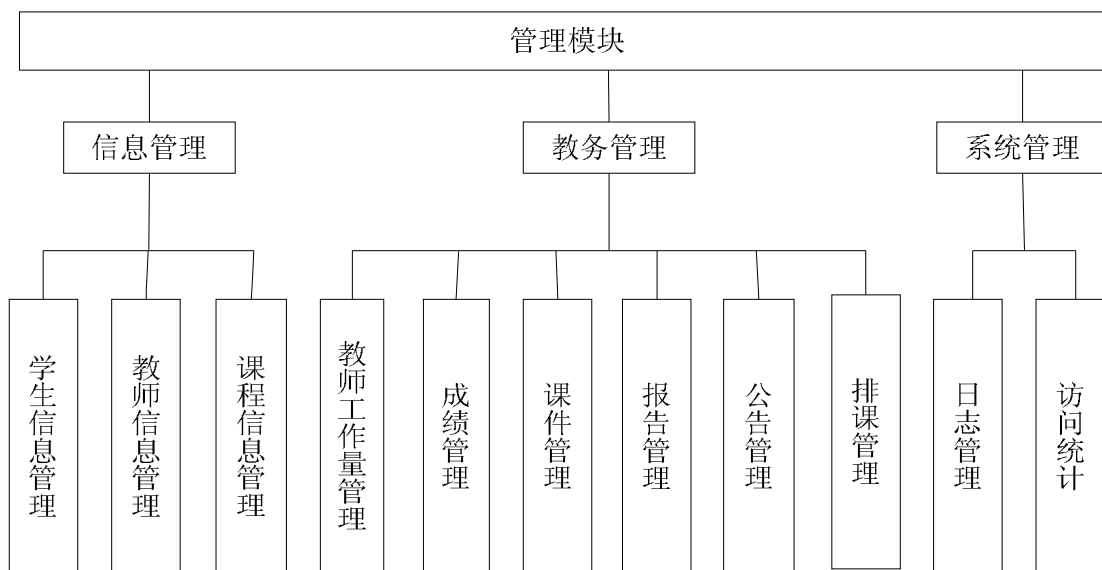 管理模块
信息管理
教务管理
系统管理
学生信息管理
教师信息管理
课程信息管理
教师工作量管理
成绩管理
课件管理
报告管理
公告管理
排课管理
日志管理
访问统计